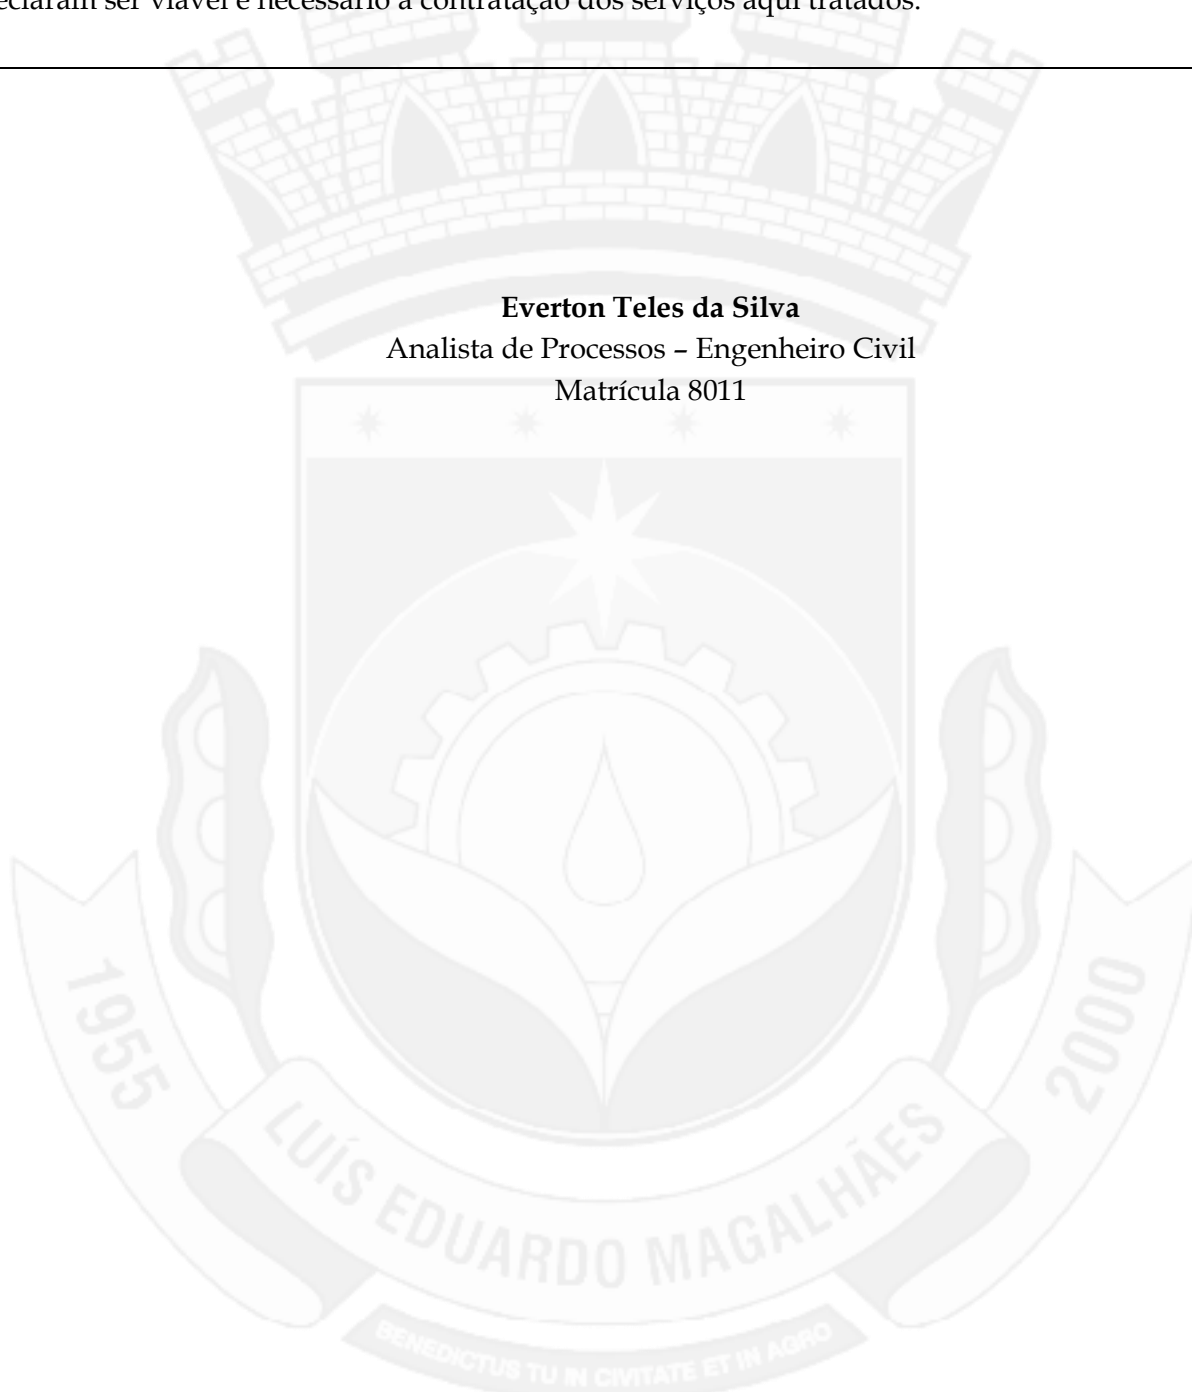 eclaram ser viável e necessário a contratação dos serviços aqui tratados.
Everton Teles da Silva
Analista de Processos – Engenheiro Civil
Matrícula 8011
1955
2000
LUÍS EDUARDO MAGALHÃES
BENEDICTUS TU IN CIVITATE ET IN AGRO